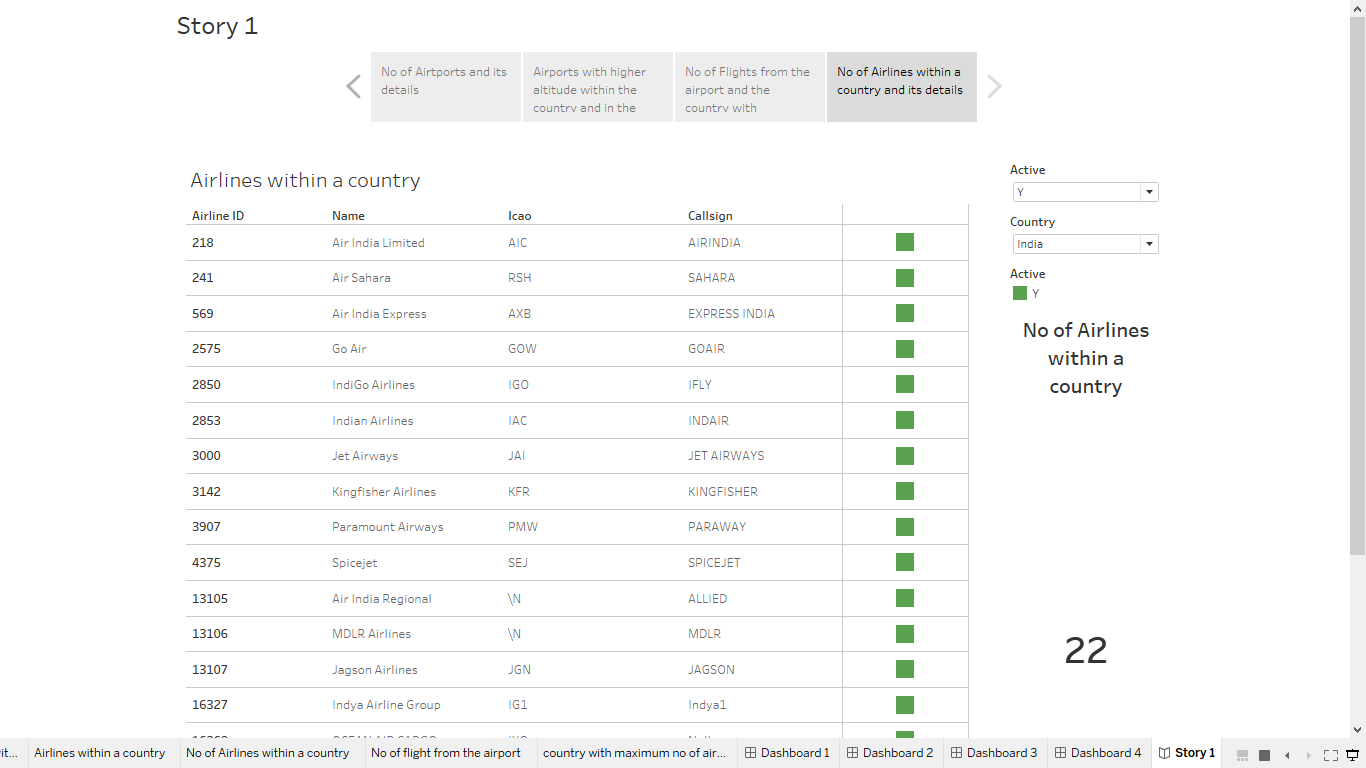 Story 1
No of Airtports and its
details
Airports with higher
altitude within the
country and in the
No of Flights from the
airport and the
country with
No of Airlines within a
country and its details
Airlines within a country
Airline ID Name Icao Callsign
218 Air India Limited AIC AIRINDIA
241 Air Sahara RSH SAHARA
569 Air India Express AXB EXPRESS INDIA
2575 Go Air GOW GOAIR
2850 IndiGo Airlines IGO IFLY
2853 Indian Airlines IAC INDAIR
3000 Jet Airways JAI JET AIRWAYS
3142 Kingfisher Airlines KFR KINGFISHER
3907 Paramount Airways PMW PARAWAY
4375 Spicejet SEJ SPICEJET
13105 Air India Regional \N ALLIED
13106 MDLR Airlines \N MDLR
13107 Jagson Airlines JGN JAGSON
16327 Indya Airline Group IG1 Indya1
Active
Y
Country
India
Active
Y
No of Airlines
within a
country
22
Airlines within a country No of Airlines within a country No of flight from the airport country with maximum no of air... Dashboard 1 Dashboard 2 Dashboard 3 Dashboard 4 Story 1